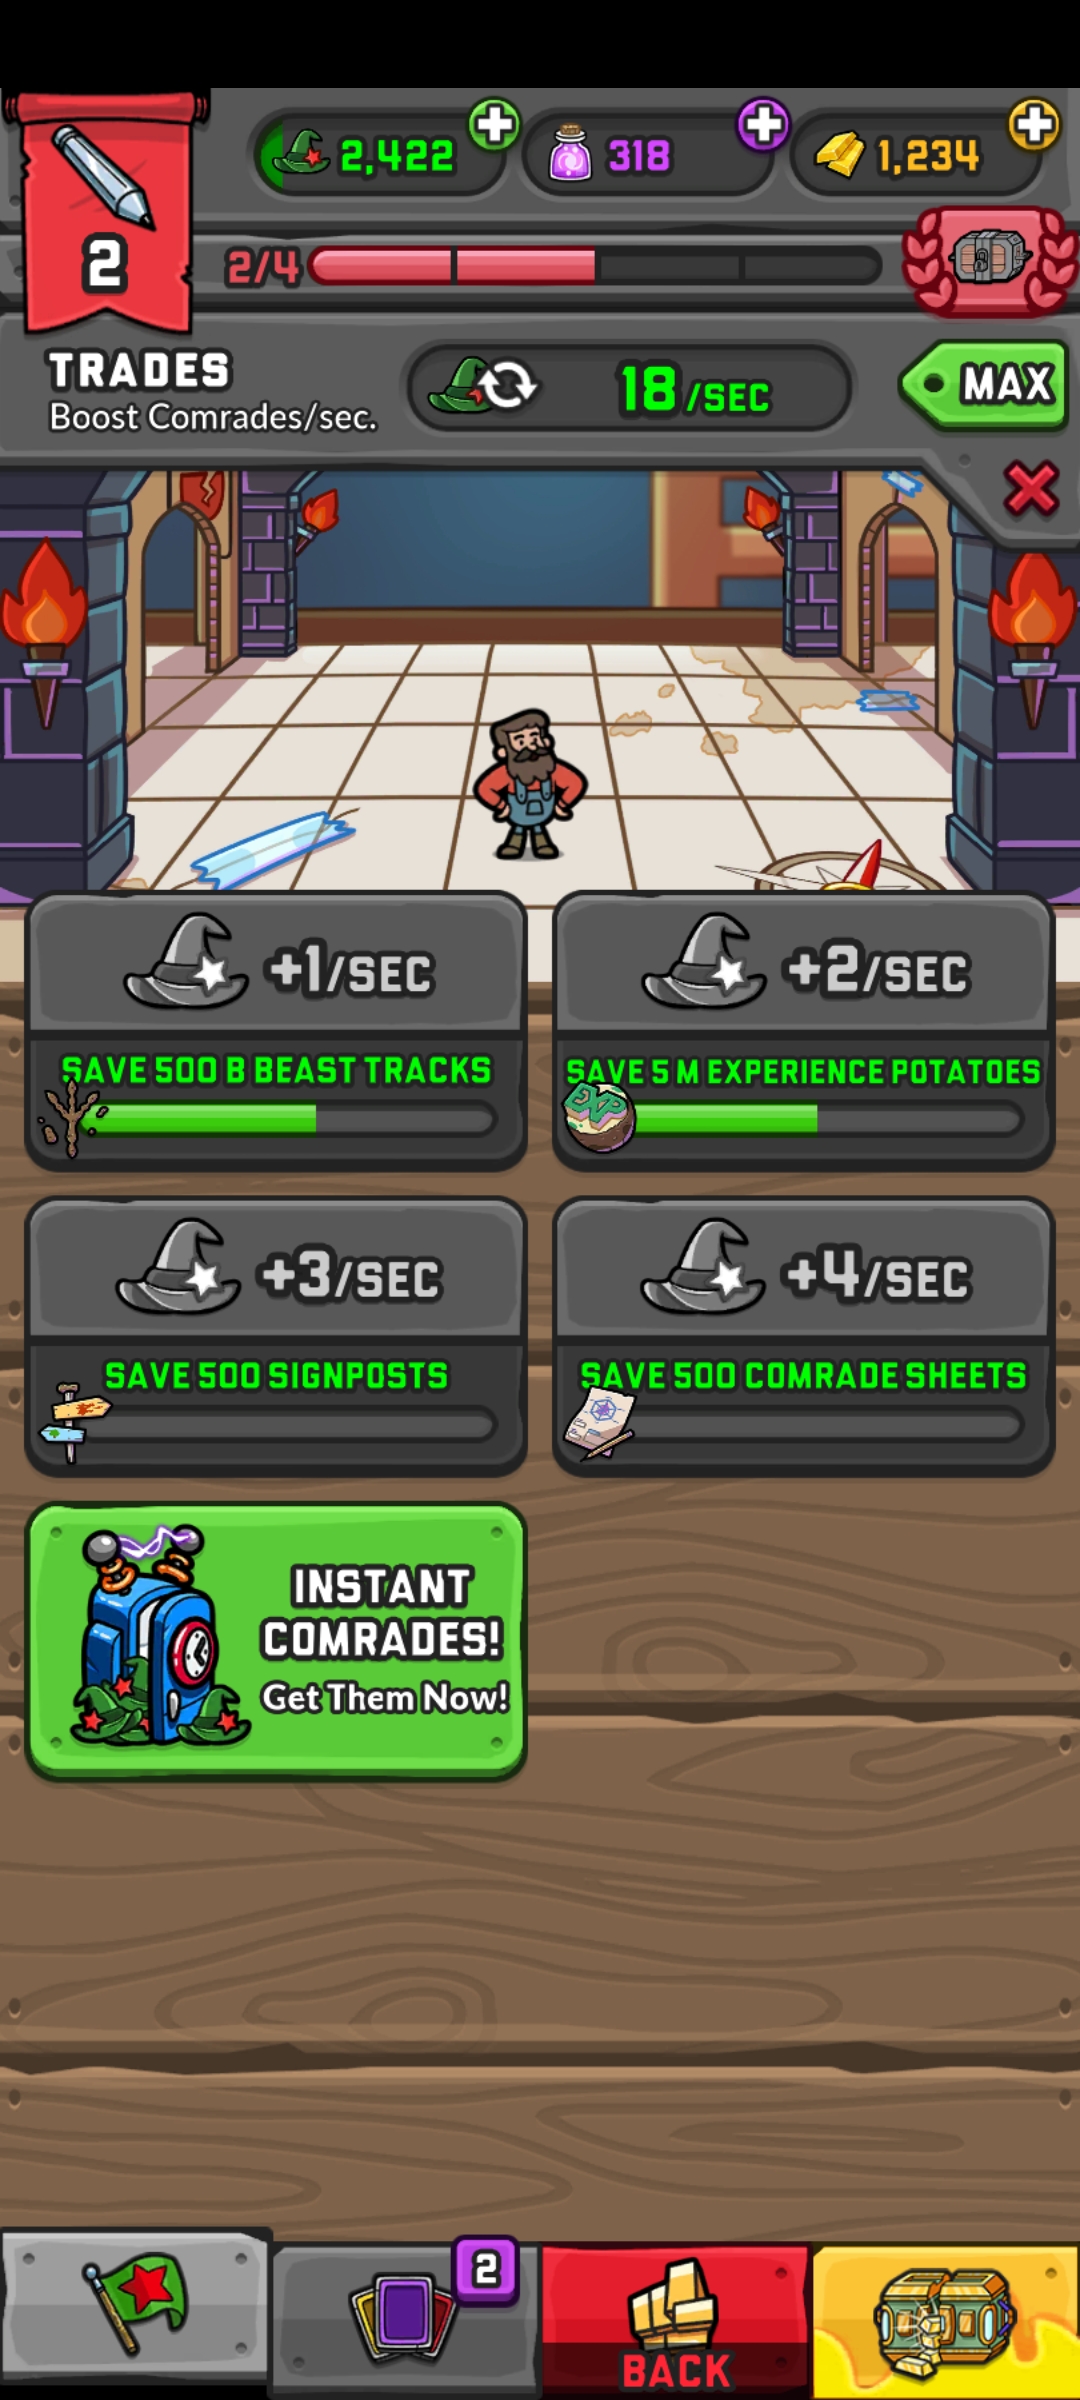 2,422
318
1,234
2
2/4
TRADES
Boost Comrades/sec.
18/SEC
MAX
+1/SEC
+2/SEC
SAVE 500 B BEAST TRACKS
SAVE 5 M EXPERIENCE POTATOES
EXP
+3/SEC
+4/SEC
SAVE 500 SIGNPOSTS
SAVE 500 COMRADE SHEETS
INSTANT
COMRADES!
Get Them Now!
2
BACK